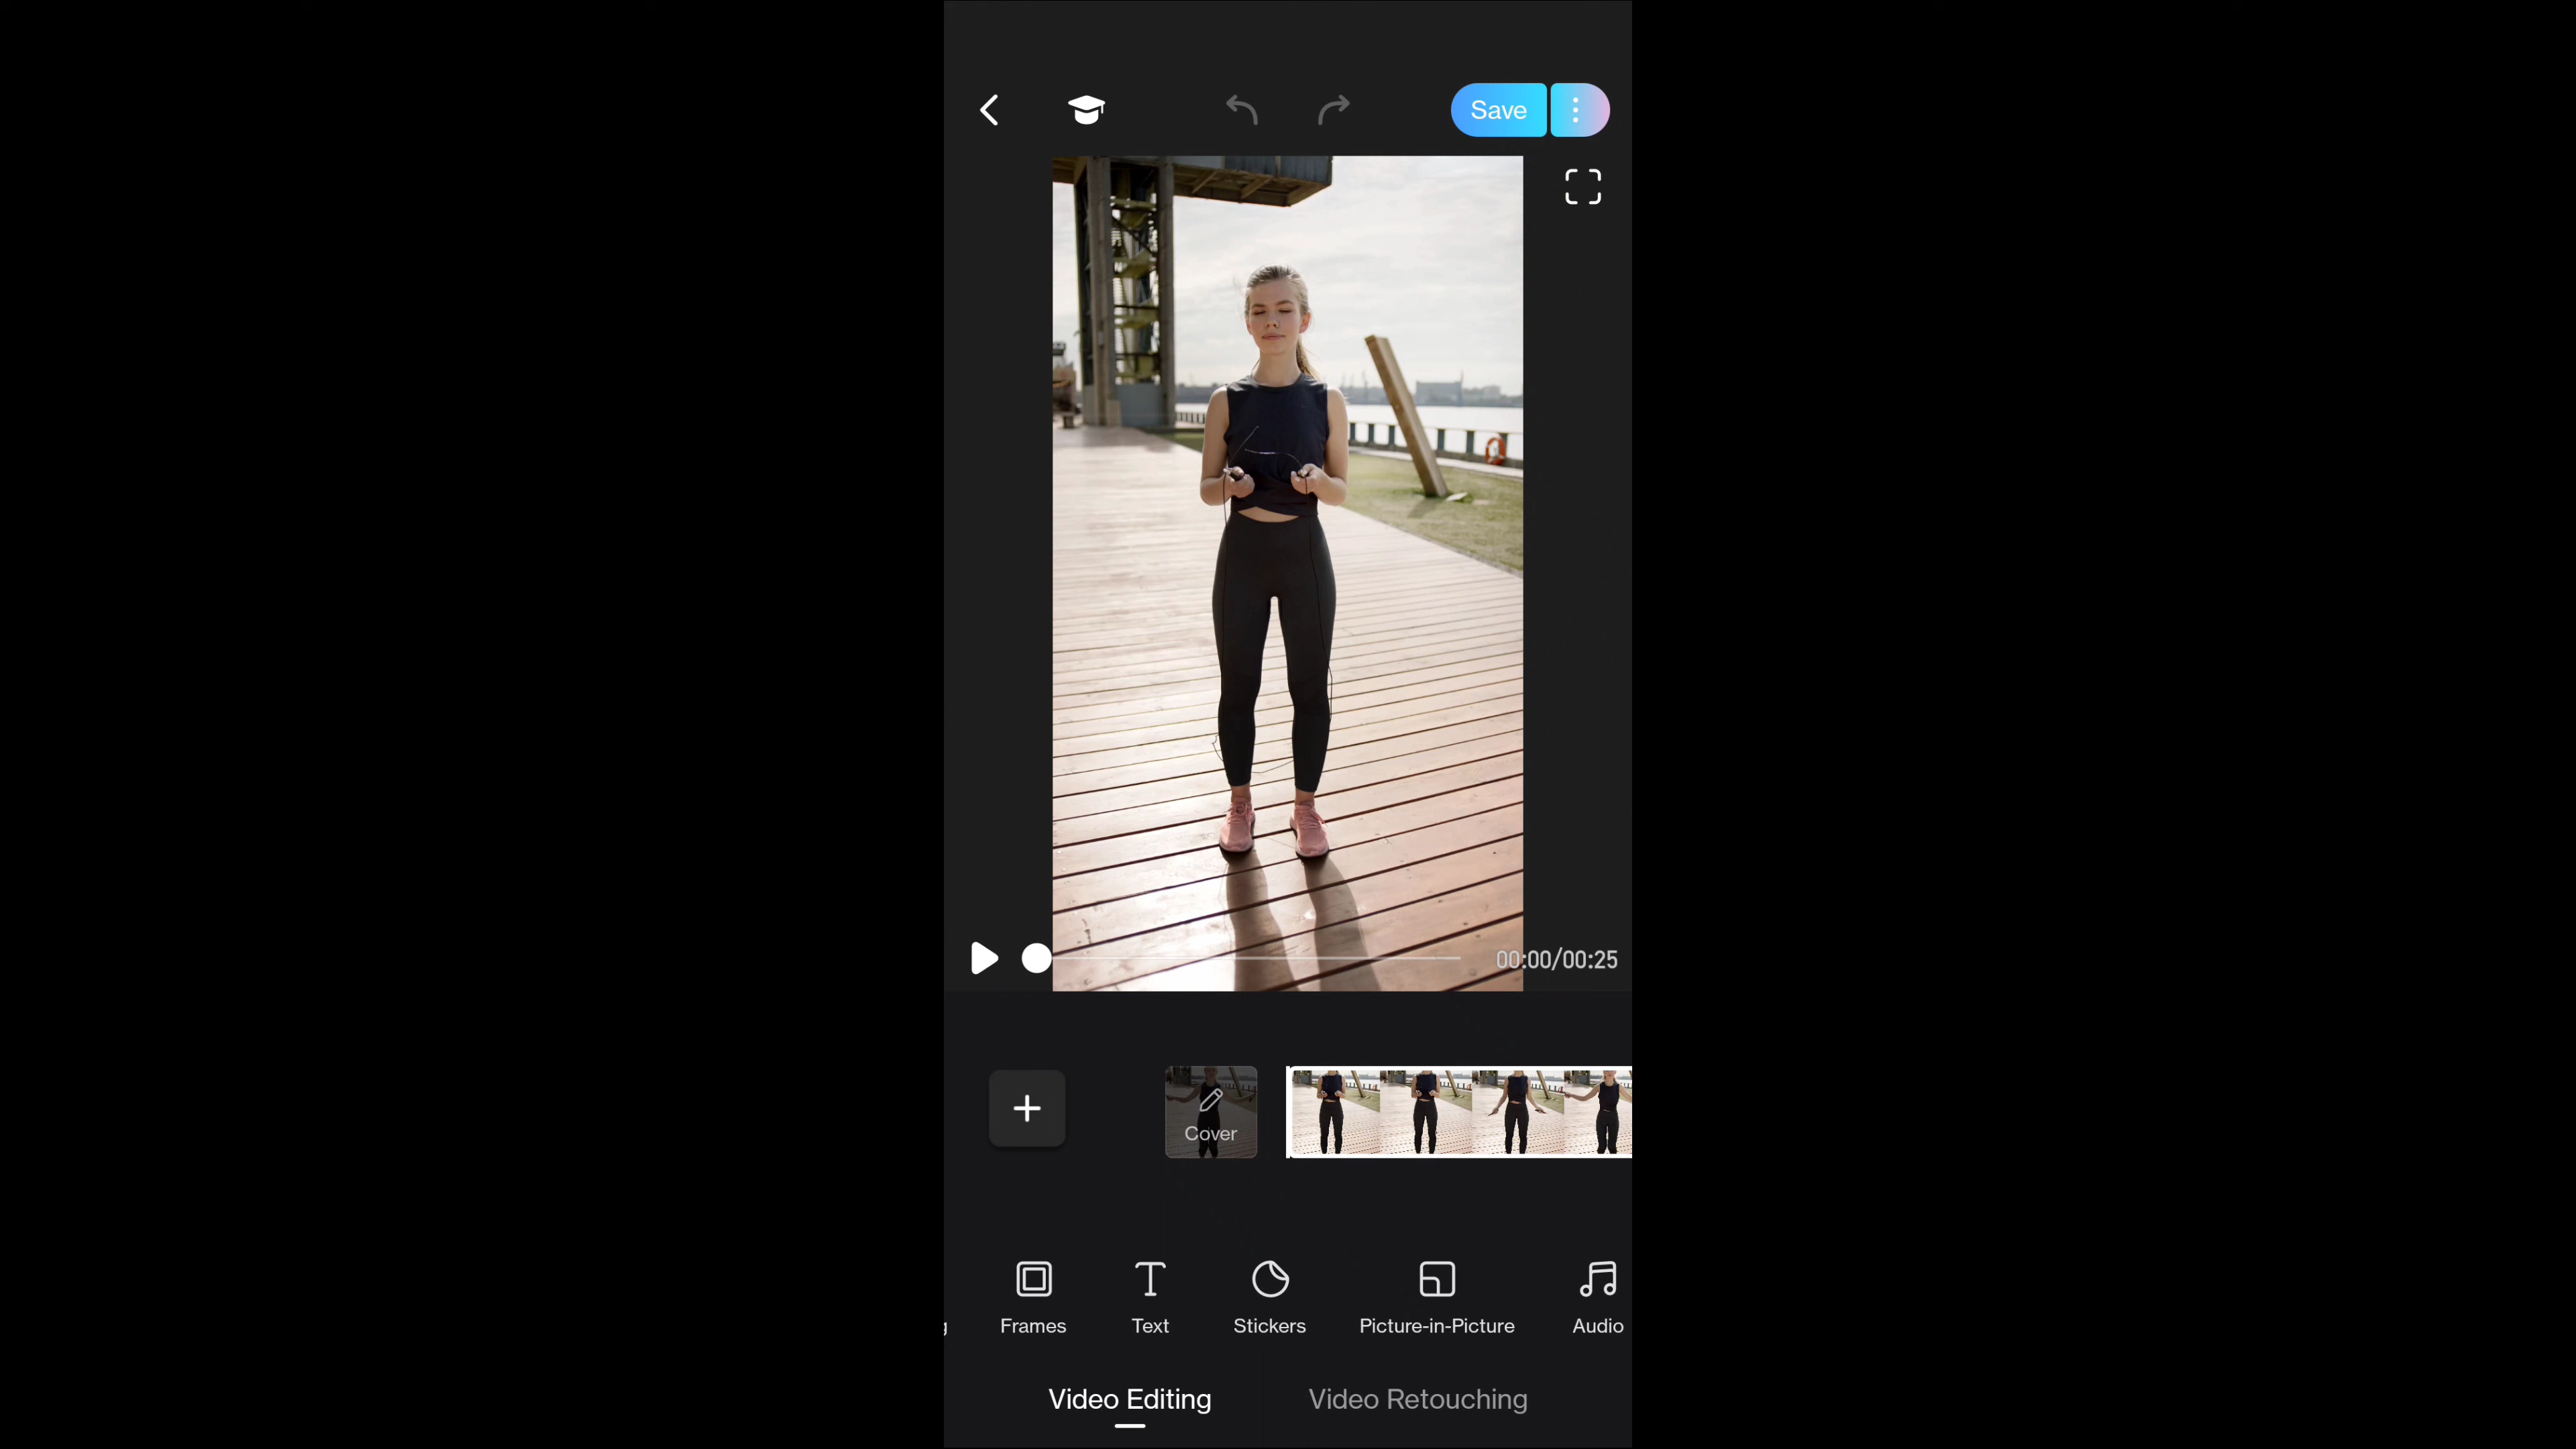 Save
00:00/00:25
Cover
Frames
Text
Stickers
Picture-in-Picture
Audio
Video Editing
Video Retouching